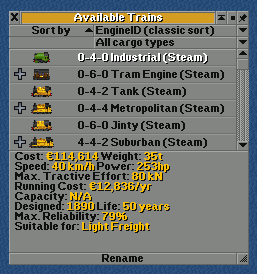 Available Trains
Sort by EngineID (classic sort)
All cargo types
0-4-0 Industrial (Steam)
0-6-0 Tram Engine (Steam)
0-4-2 Tank (Steam)
0-4-4 Metropolitan (Steam)
0-6-0 Jinty (Steam)
4-4-2 Suburban (Steam)
Cost: €114,614 Weight: 35t
Speed: 40 km/h Power: 253hp
Max. Tractive Effort: 80 kN
Running Cost: €12,836/yr
Capacity: N/A
Designed: 1890 Life: 50 years
Max. Reliability: 79%
Suitable for: Light Freight
Rename